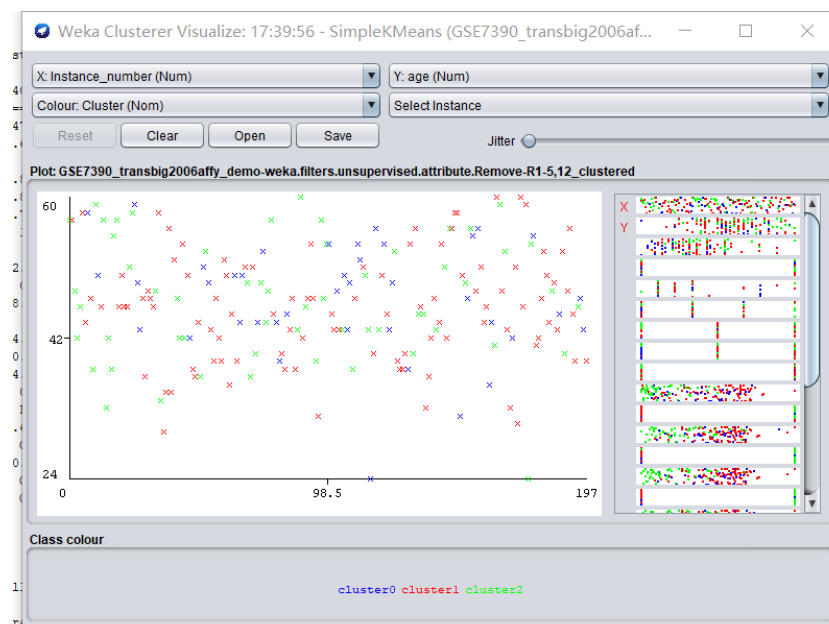 Weka Clusterer Visualize: 17:39:56 - SimpleKMeans (GSE7390_transbig2006af...
X: Instance_number (Num)
Y: age (Num)
Colour: Cluster (Nom)
Select Instance
Reset
Clear
Open
Save
Jitter
Plot: GSE7390_transbig2006affy_demo-weka.filters.unsupervised.attribute.Remove-R1-5,12_clustered
60
42
24
0
98.5
197
X
Y
Class colour
cluster0 cluster1 cluster2